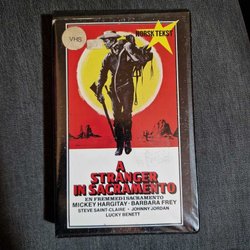 VHS
NORSK TEKST
A
STRANGER
IN SACRAMENTO
EN FREMMED I SACRAMENTO
MICKEY HARGITAY · BARBARA FREY
STEVE SAINT-CLAIRE · JOHNNY JORDAN
LUCKY BENETT